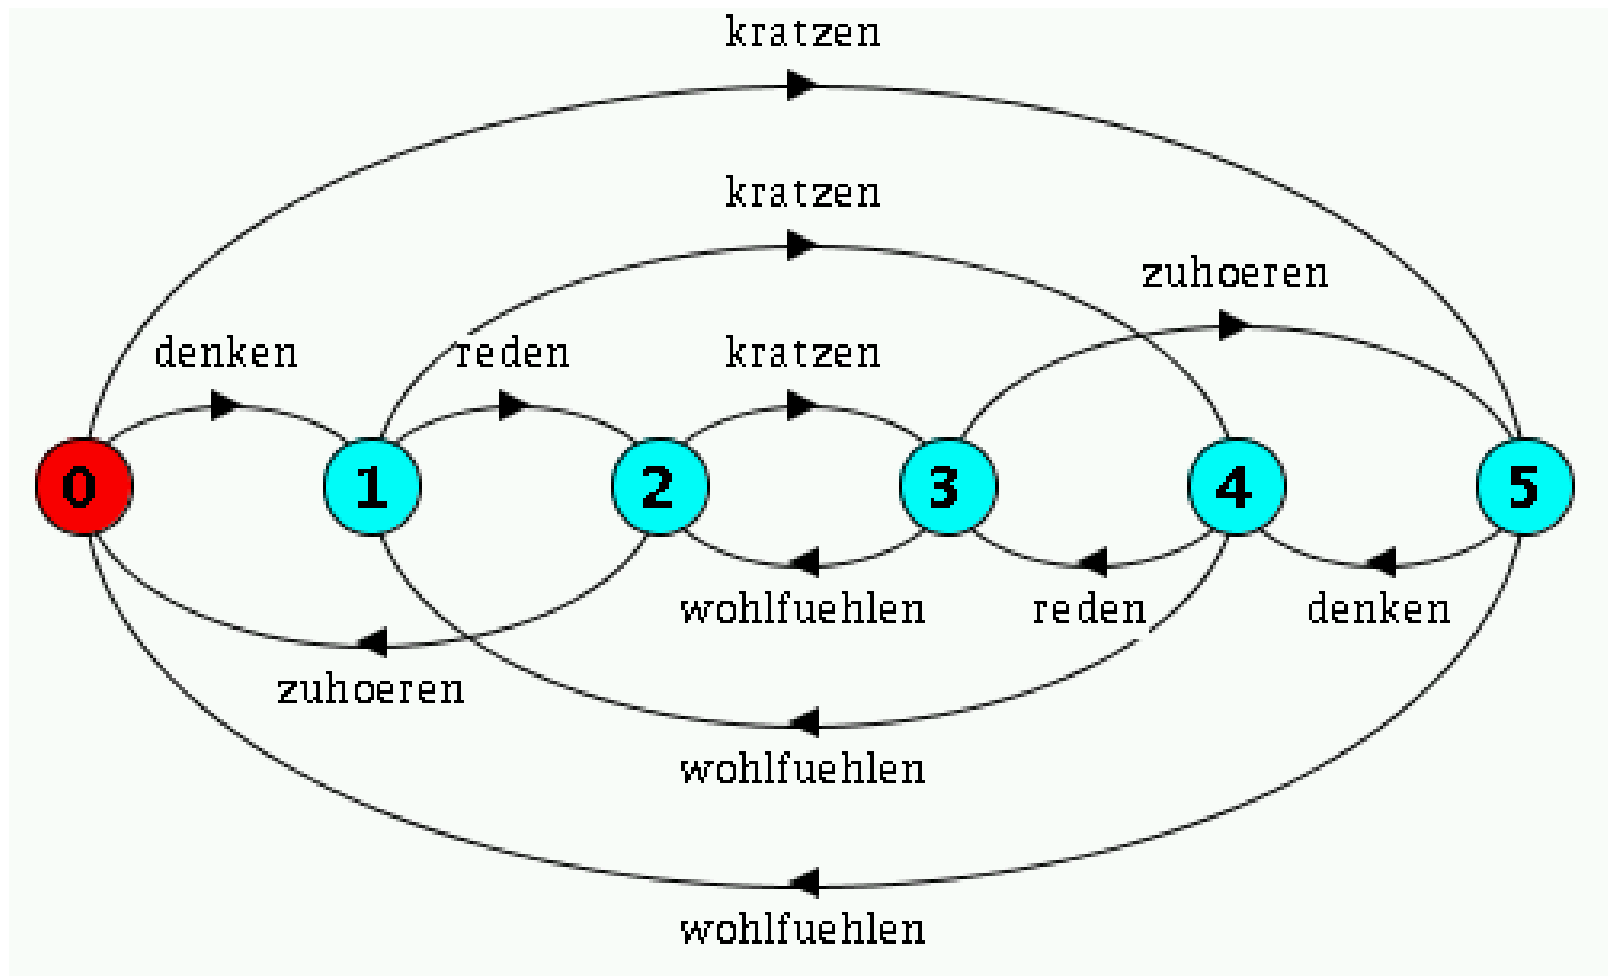 kratzen
kratzen
zuhoeren
denken reden kratzen
0 1 2 3 4 5
wohlfuehlen reden denken
zuhoeren
wohlfuehlen
wohlfuehlen